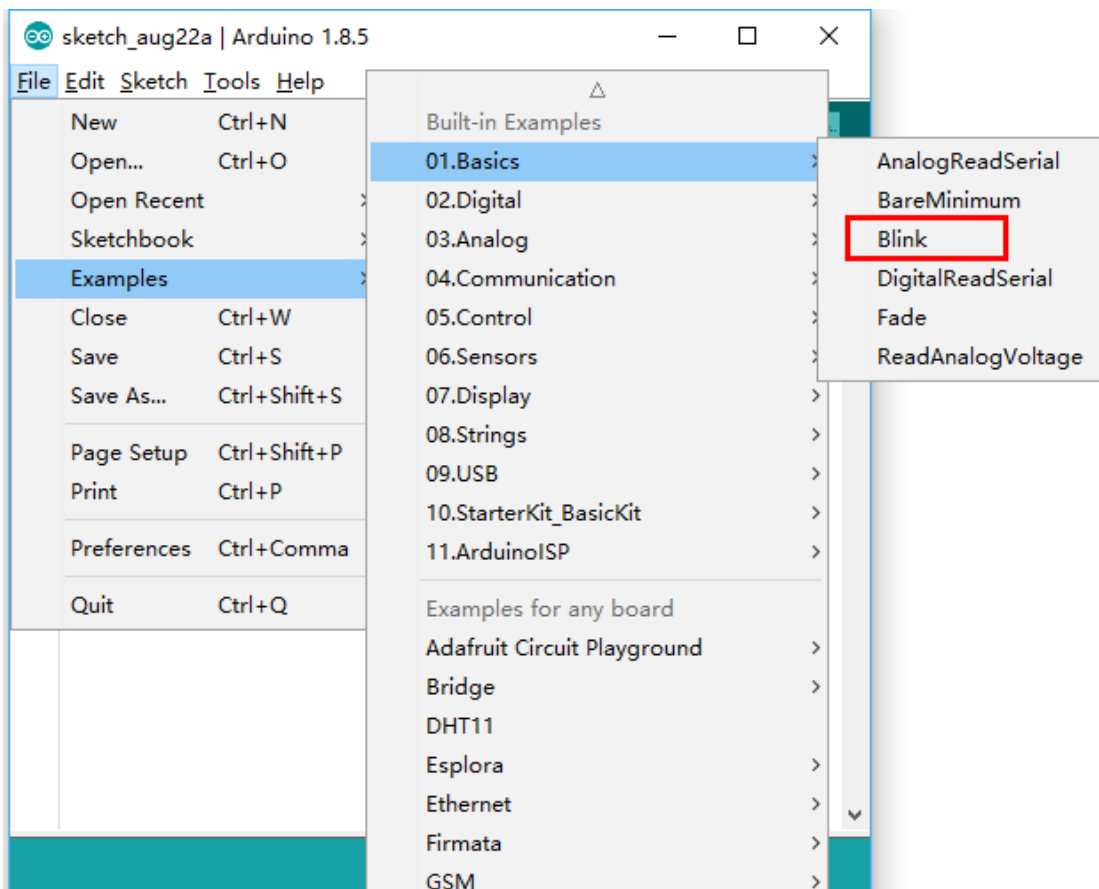 sketch_aug22a | Arduino 1.8.5
File Edit Sketch Tools Help
New Ctrl+N
Open... Ctrl+O
Open Recent
Sketchbook
Examples
Close Ctrl+W
Save Ctrl+S
Save As... Ctrl+Shift+S
Page Setup Ctrl+Shift+P
Print Ctrl+P
Preferences Ctrl+Comma
Quit Ctrl+Q
Built-in Examples
01.Basics
02.Digital
03.Analog
04.Communication
05.Control
06.Sensors
07.Display
08.Strings
09.USB
10.StarterKit_BasicKit
11.ArduinoISP
Examples for any board
Adafruit Circuit Playground
Bridge
DHT11
Esplora
Ethernet
Firmata
GSM
AnalogReadSerial
BareMinimum
Blink
DigitalReadSerial
Fade
ReadAnalogVoltage